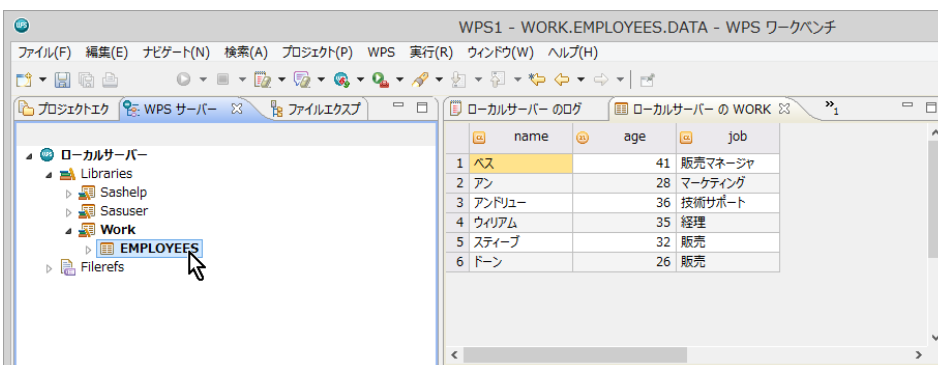 WPS1 - WORK.EMPLOYEES.DATA - WPS ワークベンチ
ファイル(F) 編集(E) ナビゲート(N) 検索(A) プロジェクト(P) WPS 実行(R) ウィンドウ(W) ヘルプ(H)
プロジェクトエク WPS サーバー ファイルエクスプ
ローカルサーバー
Libraries
Sashelp
Sasuser
Work
EMPLOYEES
Filerefs
ローカルサーバー のログ ローカルサーバー の WORK »1
name age job
1 ベス 41 販売マネージャ
2 アン 28 マーケティング
3 アンドリュー 36 技術サポート
4 ウィリアム 35 経理
5 スティーブ 32 販売
6 ドーン 26 販売